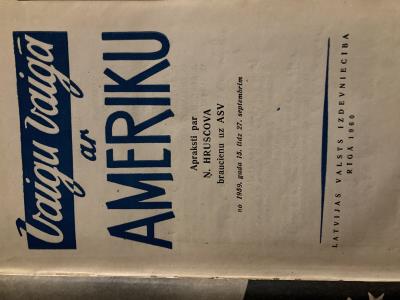 Vaigu vaigā
ar
AMERIKU
Apraksti par
Ņ. HRUŠČOVA
braucienu uz ASV
no 1959. gada 15. līdz 27. septembrim
LATVIJAS VALSTS IZDEVNIECĪBA
RĪGĀ 1960